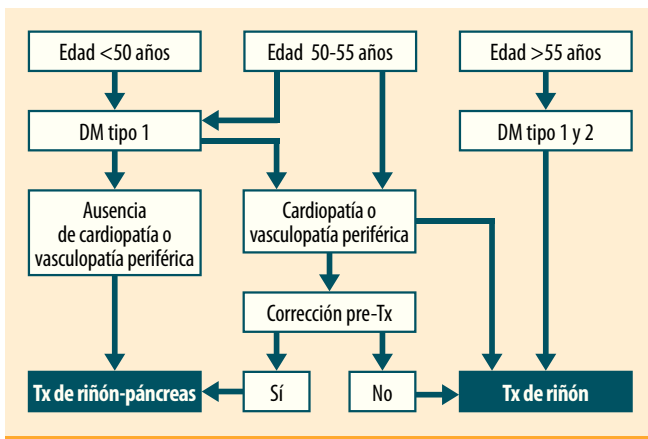 Edad <50 años
Edad 50-55 años
Edad >55 años
DM tipo 1
DM tipo 1 y 2
Ausencia
de cardiopatía o
vasculopatía periférica
Cardiopatía o
vasculopatía periférica
Corrección pre-Tx
Tx de riñón-páncreas
Sí
No
Tx de riñón